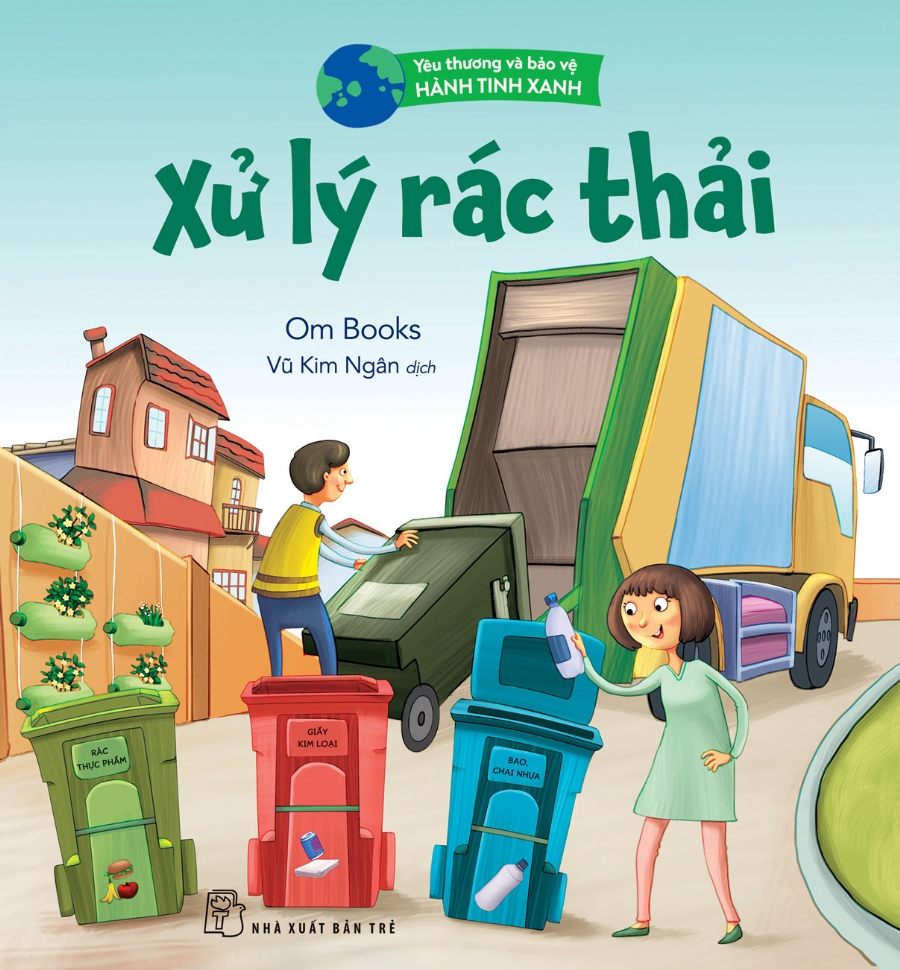 Yêu thương và bảo vệ
HÀNH TINH XANH
Xử lý rác thải
Om Books
Vũ Kim Ngân dịch
RÁC
THỰC PHẨM
GIẤY
KIM LOẠI
BAO,
CHAI NHỰA
NHÀ XUẤT BẢN TRẺ